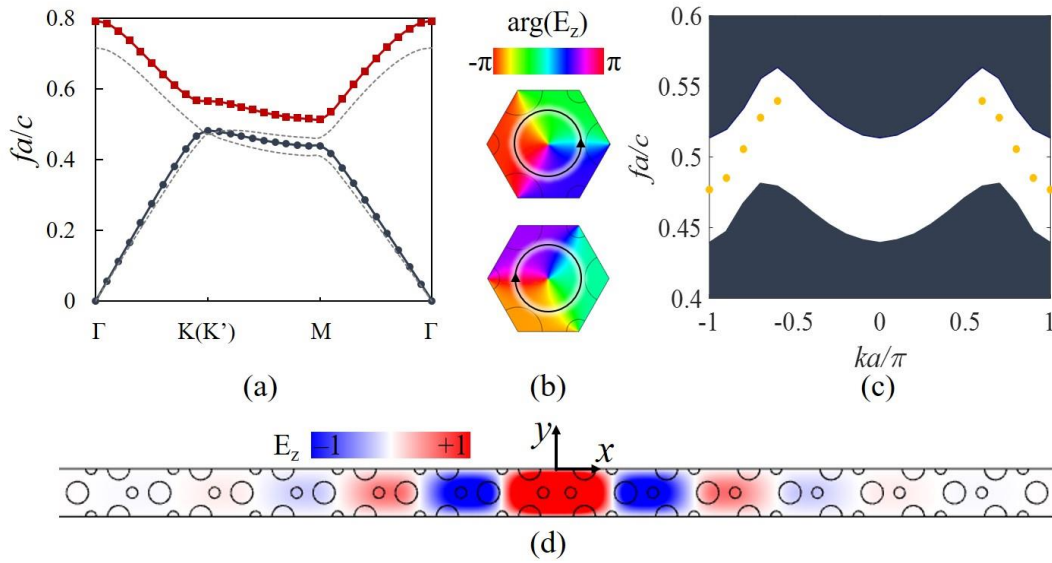 fa/c
0.8
0.6
0.4
0.2
0
Γ
K(K’)
M
Γ
(a)
arg(E_z)
-π
π
(b)
fa/c
0.6
0.55
0.5
0.45
0.4
-1
-0.5
0
0.5
1
ka/π
(c)
E_z
−1
+1
y
x
(d)